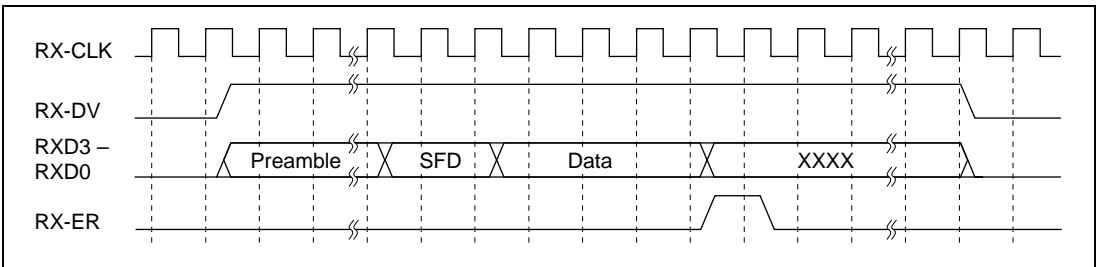 RX-CLK
RX-DV
RXD3 –
RXD0
Preamble
SFD
Data
XXXX
RX-ER